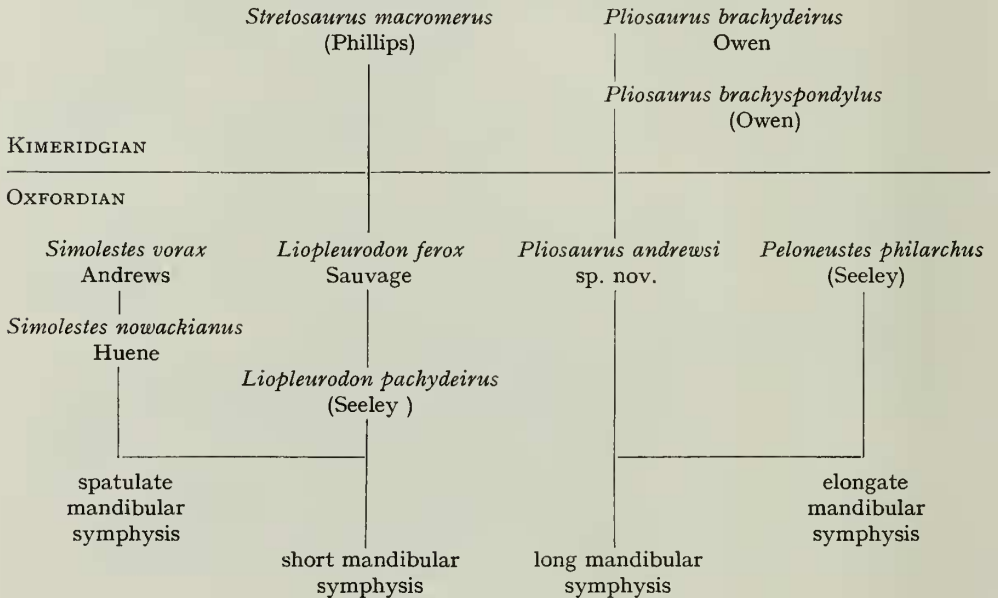 Stretosaurus macromerus
(Phillips)
Pliosaurus brachydeirus
Owen
Pliosaurus brachyspondylus
(Owen)
KIMERIDGIAN
OXFORDIAN
Simolestes vorax
Andrews
Liopleurodon ferox
Sauvage
Pliosaurus andrewsi
sp. nov.
Peloneustes philarchus
(Seeley)
Simolestes nowackianus
Huene
Liopleurodon pachydeirus
(Seeley )
spatulate
mandibular
symphysis
elongate
mandibular
symphysis
short mandibular
symphysis
long mandibular
symphysis